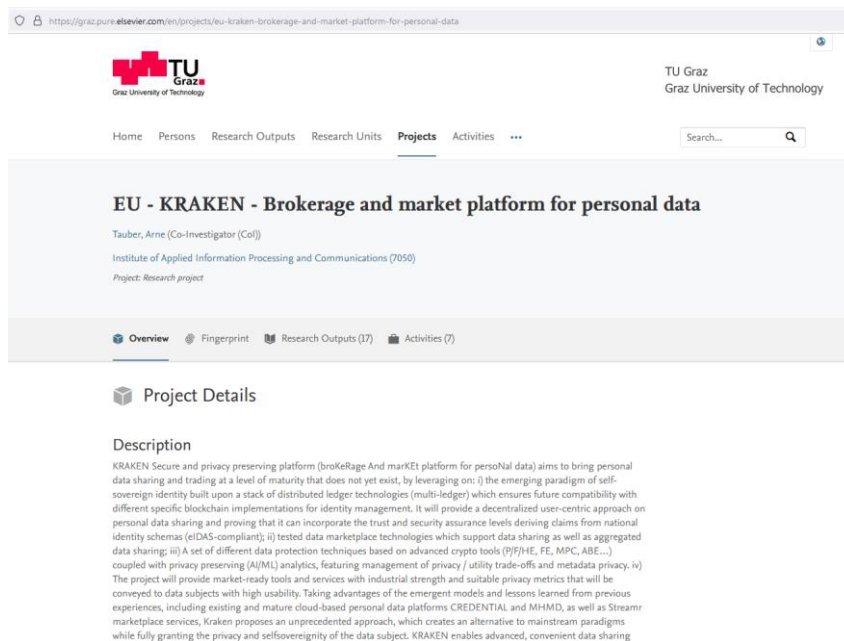 https://graz.pure.elsevier.com/en/projects/eu-kraken-brokerage-and-market-platform-for-personal-data
TU
Graz
Graz University of Technology
TU Graz
Graz University of Technology
Home Persons Research Outputs Research Units Projects Activities •••
Search...
EU - KRAKEN - Brokerage and market platform for personal data
Tauber, Arne (Co-Investigator (CoI))
Institute of Applied Information Processing and Communications (7050)
Project: Research project
Overview Fingerprint Research Outputs (17) Activities (7)
Project Details
Description
KRAKEN Secure and privacy preserving platform (broKeRage And marKEt platform for persoNal data) aims to bring personal
data sharing and trading at a level of maturity that does not yet exist, by leveraging on: i) the emerging paradigm of self-
sovereign identity built upon a stack of distributed ledger technologies (multi-ledger) which ensures future compatibility with
different specific blockchain implementations for identity management. It will provide a decentralized user-centric approach on
personal data sharing and proving that it can incorporate the trust and security assurance levels deriving claims from national
identity schemes (eIDAS-compliant); ii) tested data marketplace technologies which support data sharing as well as aggregated
data sharing; iii) A set of different data protection techniques based on advanced crypto tools (P/F/HE, FE, MPC, ABE...)
coupled with privacy preserving (AI/ML) analytics, featuring management of privacy / utility trade-offs and metadata privacy. iv)
The project will provide market-ready tools and services with industrial strength and suitable privacy metrics that will be
conveyed to data subjects with high usability. Taking advantages of the emergent models and lessons learned from previous
experiences, including existing and mature cloud-based personal data platforms CREDENTIAL and MHMD, as well as Streamr
marketplace services, Kraken proposes an unprecedented approach, which creates an alternative to mainstream paradigms
while fully granting the privacy and selfsovereignity of the data subject. KRAKEN enables advanced, convenient data sharing